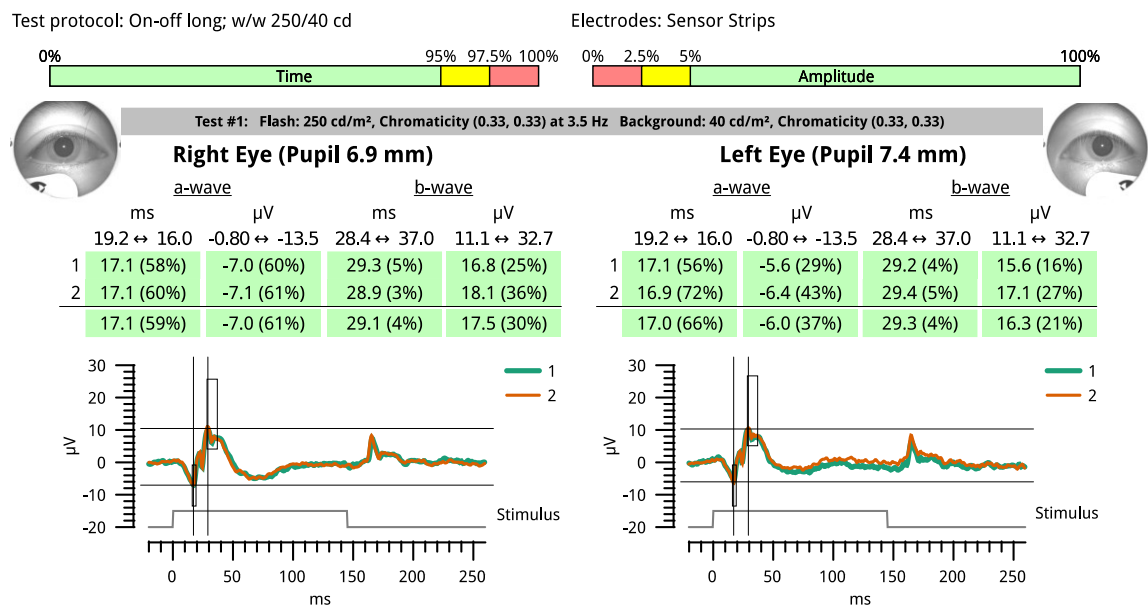 Test protocol: On-off long; w/w 250/40 cd Electrodes: Sensor Strips
0% 95% 97.5% 100% 0% 2.5% 5% 100%
Time Amplitude
Test #1: Flash: 250 cd/m², Chromaticity (0.33, 0.33) at 3.5 Hz Background: 40 cd/m², Chromaticity (0.33, 0.33)
Right Eye (Pupil 6.9 mm)
a-wave b-wave
ms µV ms µV
19.2 ↔ 16.0 -0.80 ↔ -13.5 28.4 ↔ 37.0 11.1 ↔ 32.7
1 17.1 (58%) -7.0 (60%) 29.3 (5%) 16.8 (25%)
2 17.1 (60%) -7.1 (61%) 28.9 (3%) 18.1 (36%)
17.1 (59%) -7.0 (61%) 29.1 (4%) 17.5 (30%)
30
20
10
0
-10
-20
µV
1
2
Stimulus
0 50 100 150 200 250
ms
Left Eye (Pupil 7.4 mm)
a-wave b-wave
ms µV ms µV
19.2 ↔ 16.0 -0.80 ↔ -13.5 28.4 ↔ 37.0 11.1 ↔ 32.7
1 17.1 (56%) -5.6 (29%) 29.2 (4%) 15.6 (16%)
2 16.9 (72%) -6.4 (43%) 29.4 (5%) 17.1 (27%)
17.0 (66%) -6.0 (37%) 29.3 (4%) 16.3 (21%)
30
20
10
0
-10
-20
µV
1
2
Stimulus
0 50 100 150 200 250
ms